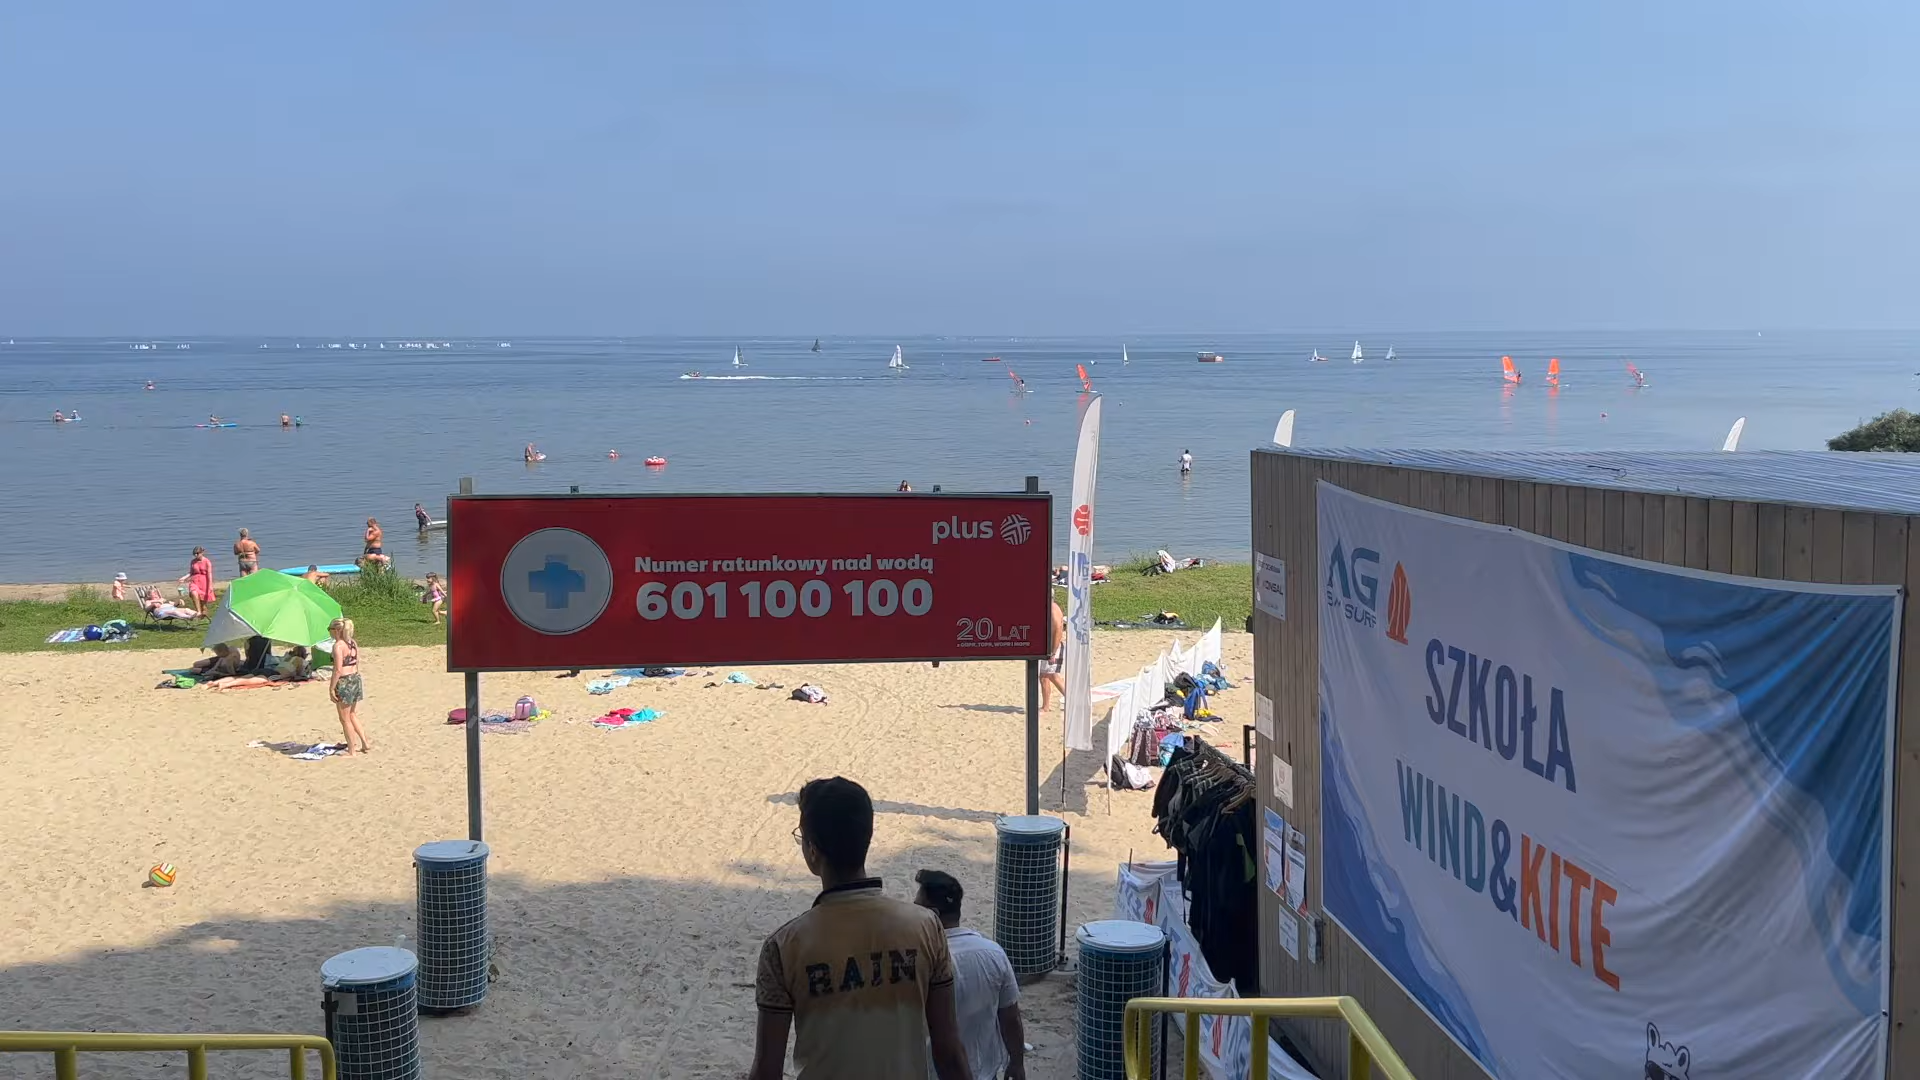 plus
Numer ratunkowy nad wodą
601 100 100
20 LAT
AG
SURF
SZKOŁA
WIND&KITE
RAIN